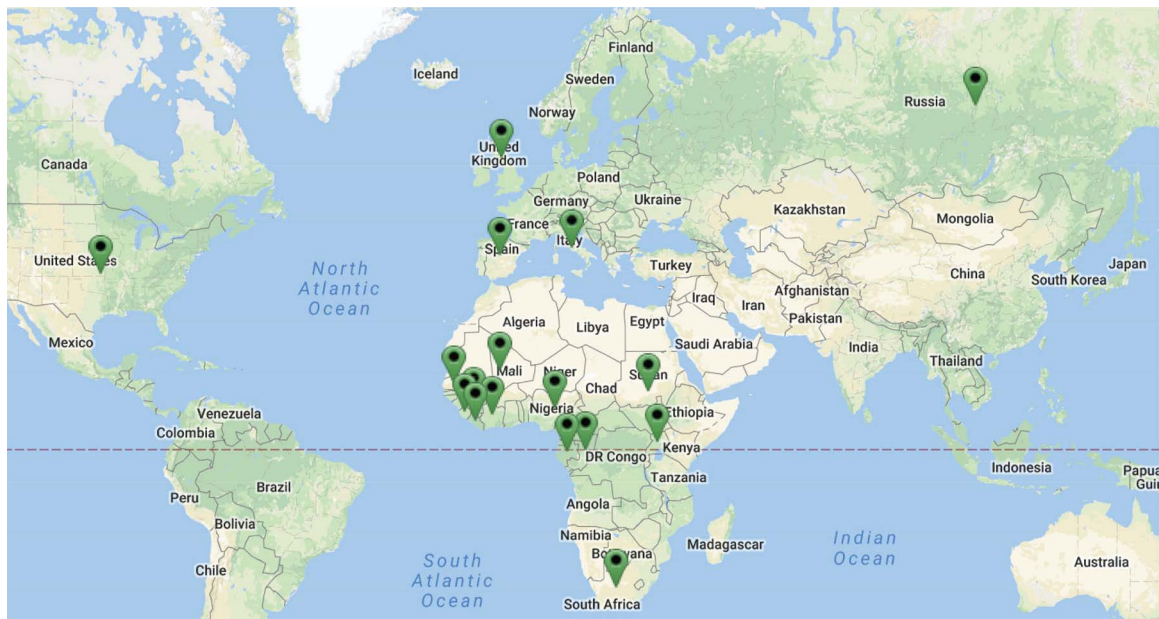 Finland
Iceland
Sweden
Russia
Norway
United
Kingdom
Canada
Poland
Germany
Ukraine
Kazakhstan
Mongolia
France
Italy
Spain
United States
North
Atlantic
Ocean
Turkey
Japan
China
South Korea
Afghanistan
Iraq
Iran
Pakistan
Algeria
Libya
Egypt
Mexico
Saudi Arabia
India
Thailand
Mali
Niger
Sudan
Chad
Venezuela
Nigeria
Ethiopia
Colombia
Kenya
DR Congo
Indonesia
Papua
Tanzania
Brazil
Peru
Angola
Bolivia
Namibia
Botswana
Madagascar
Indian
Ocean
South
Atlantic
Ocean
Chile
Australia
South Africa